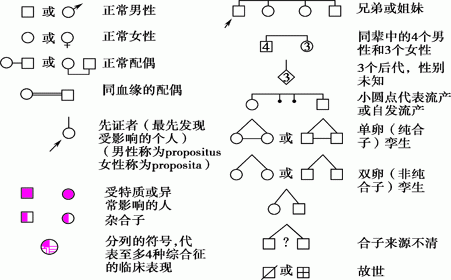 或 正常男性
或 正常女性
或 正常配偶
同血缘的配偶
先证者（最先发现
受影响的个人）
（男性称为propositus
女性称为proposita）
受特质或异
常影响的人
杂合子
分列的符号,代
表至多4种综合征
的临床表现
兄弟或姐妹
4 3 同辈中的4个男
性和3个女性
3 3个后代，性别
未知
小圆点代表流产
或自发流产
或 单卵（纯合
子）孪生
或 双卵（非纯
合子）孪生
? 合子来源不清
或 故世